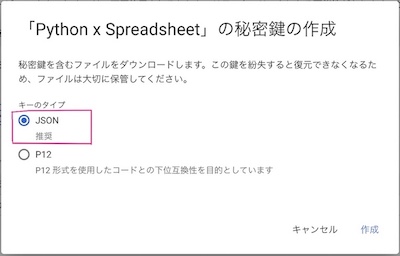 「Python x Spreadsheet」の秘密鍵の作成
秘密鍵を含むファイルをダウンロードします。この鍵を紛失すると復元できなくなるた
め、ファイルは大切に保管してください。
キーのタイプ
JSON
推奨
P12
P12 形式を使用したコードとの下位互換性を目的としています
キャンセル
作成